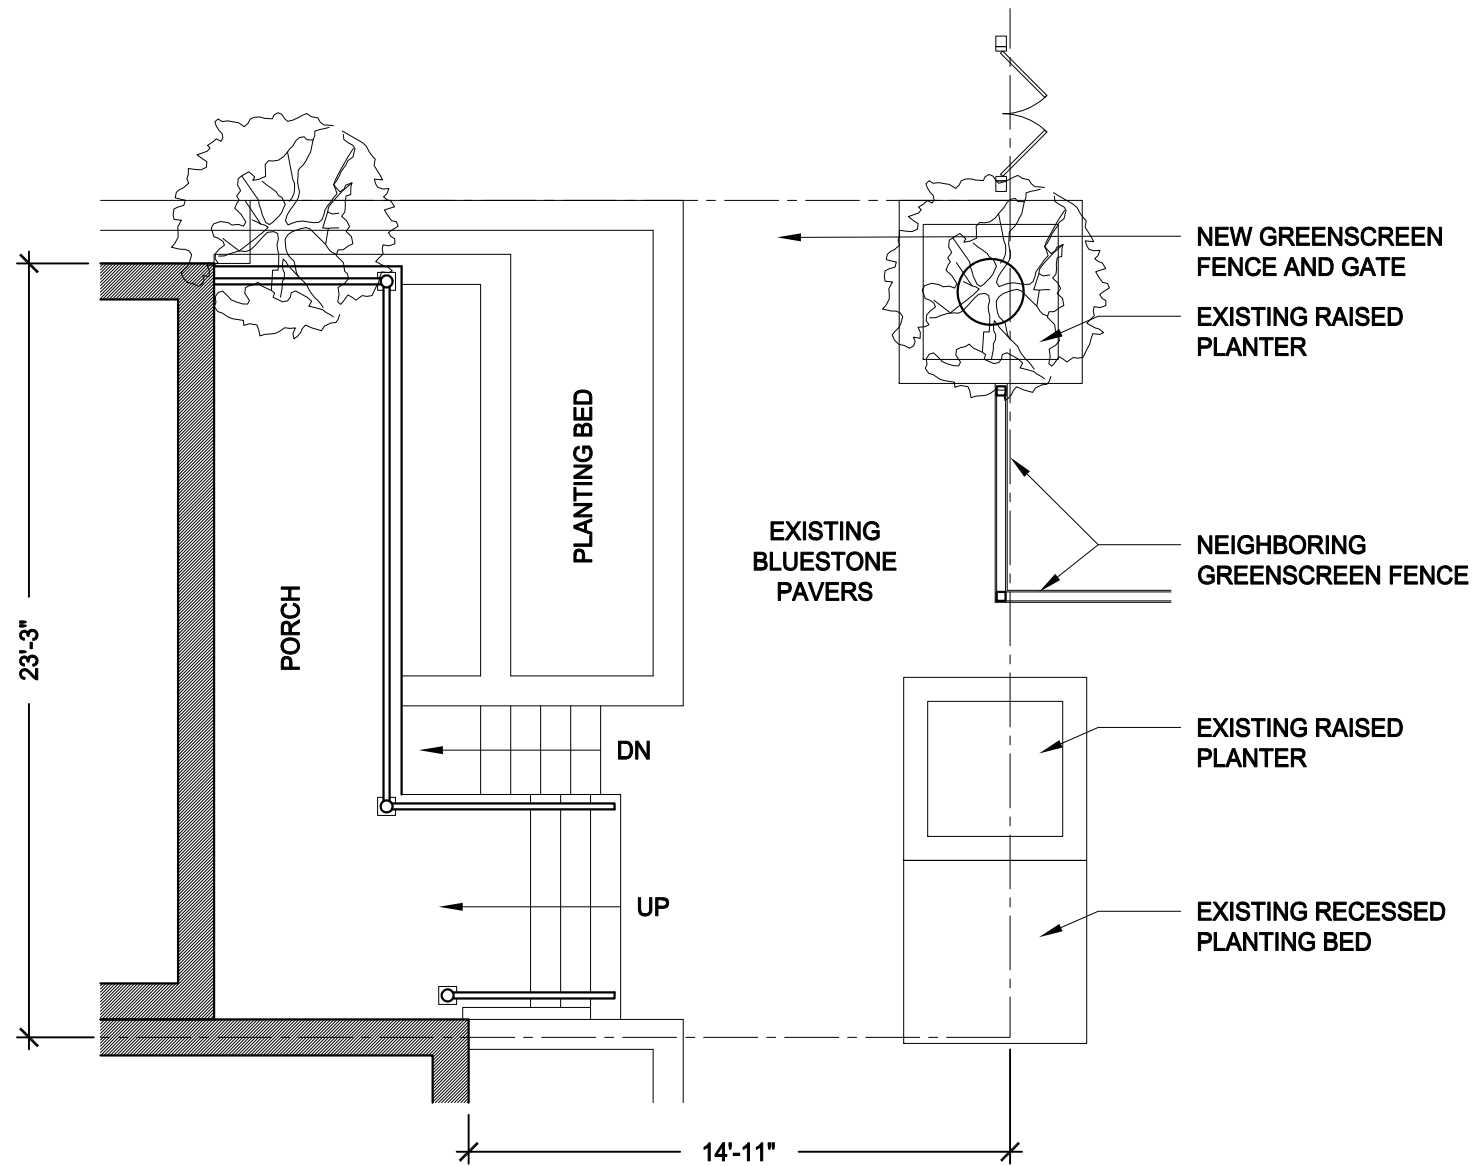 NEW GREENSCREEN
FENCE AND GATE
EXISTING RAISED
PLANTER
PLANTING BED
EXISTING
BLUESTONE
PAVERS
NEIGHBORING
GREENSCREEN FENCE
PORCH
23'-3"
DN
EXISTING RAISED
PLANTER
UP
EXISTING RECESSED
PLANTING BED
14'-11"